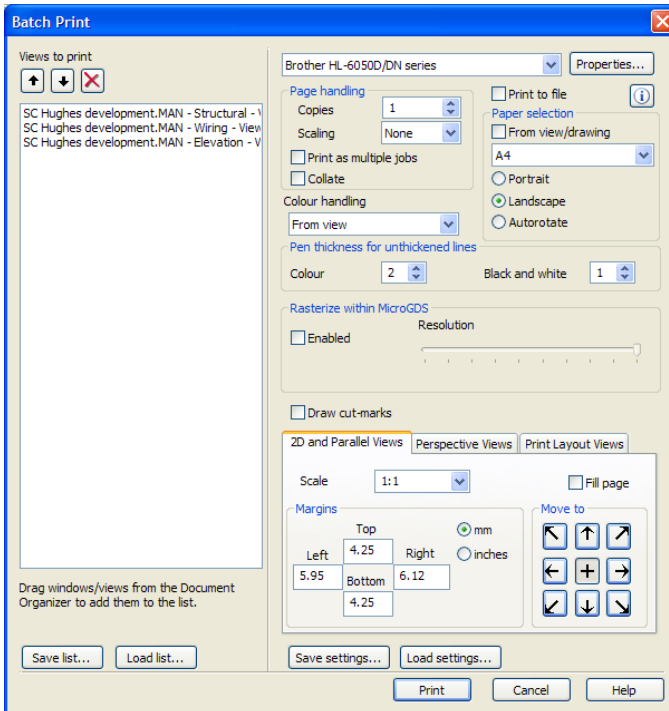 Batch Print
Views to print
SC Hughes development.MAN - Structural - V
SC Hughes development.MAN - Wiring - View
SC Hughes development.MAN - Elevation - V
Drag windows/views from the Document
Organizer to add them to the list.
Save list...
Load list...
Brother HL-6050D/DN series
Properties...
Page handling
Copies
1
Scaling
None
Print as multiple jobs
Collate
Print to file
Paper selection
From view/drawing
A4
Portrait
Landscape
Autorotate
Colour handling
From view
Pen thickness for unthickened lines
Colour
2
Black and white
1
Rasterize within MicroGDS
Enabled
Resolution
Draw cut-marks
2D and Parallel Views
Perspective Views
Print Layout Views
Scale
1:1
Fill page
Margins
Top
4.25
Left
5.95
Right
6.12
Bottom
4.25
mm
inches
Move to
Save settings...
Load settings...
Print
Cancel
Help